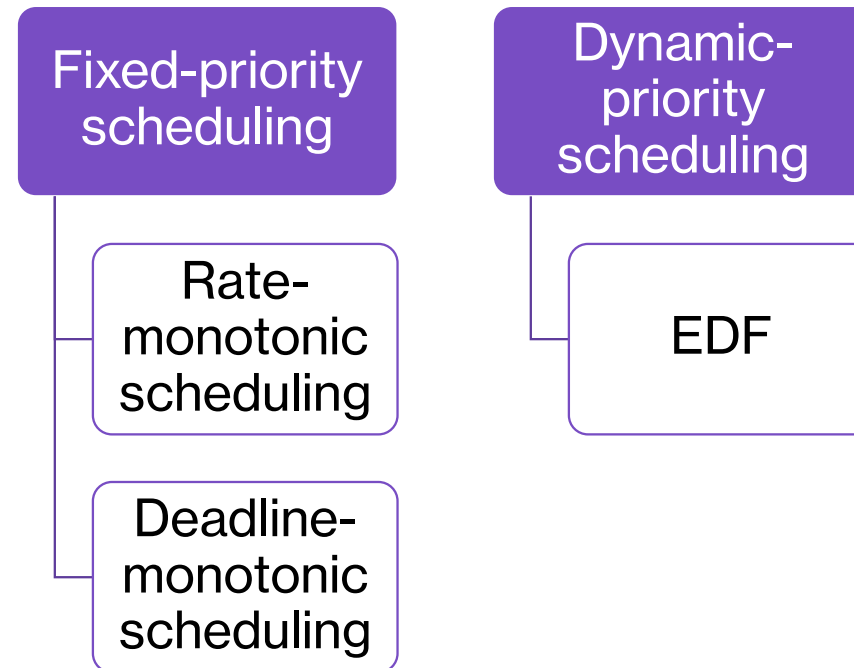 Fixed-priority
scheduling
Rate-
monotonic
scheduling
Deadline-
monotonic
scheduling
Dynamic-
priority
scheduling
EDF